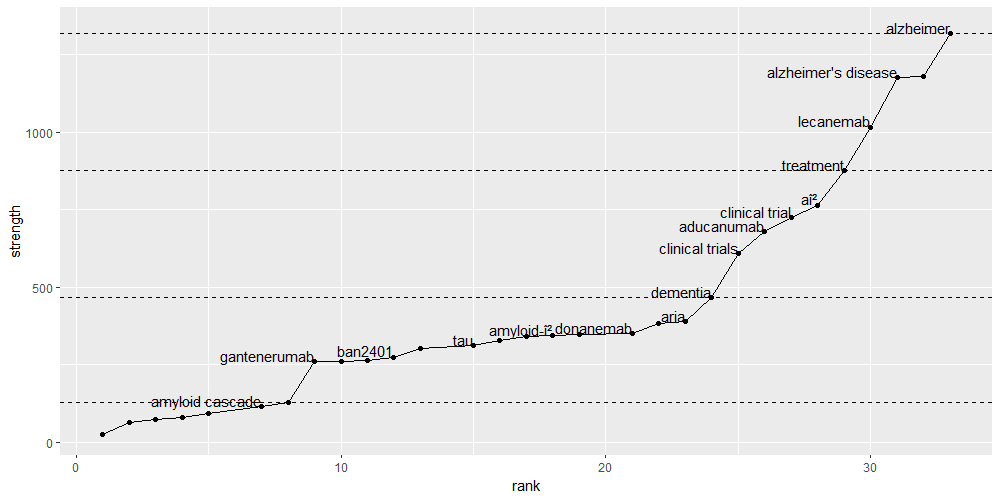 alzheimer
alzheimer's disease
lecanemab
treatment
aî²
clinical trial
aducanumab
clinical trials
dementia
aria
amyloid-î²
donanemab
tau
ban2401
gantenerumab
amyloid cascade
1000
500
0
strength
0
10
20
30
rank